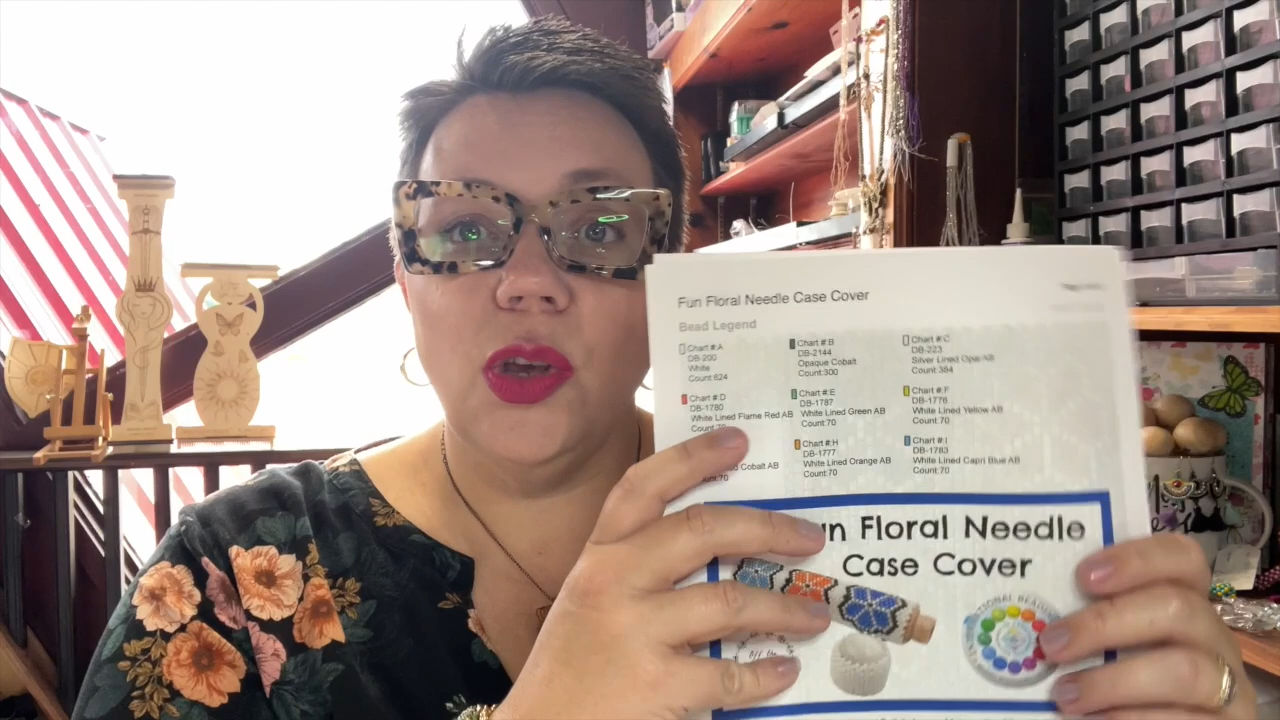 Fun Floral Needle Case Cover
Bead Legend
Chart #:A
DB-200
White
Count:624
Chart #:B
DB-2144
Opaque Cobalt
Count:300
Chart #:C
DB-223
Silver Lined Opal AB
Count:384
Chart #:D
DB-1780
White Lined Flame Red AB
Count:70
Chart #:E
DB-1787
White Lined Green AB
Count:70
Chart #:F
DB-1776
White Lined Yellow AB
Count:70
Cobalt AB
Count:70
Chart #:H
DB-1777
White Lined Orange AB
Count:70
Chart #:I
DB-1783
White Lined Capri Blue AB
Count:70
Fun Floral Needle
Case Cover